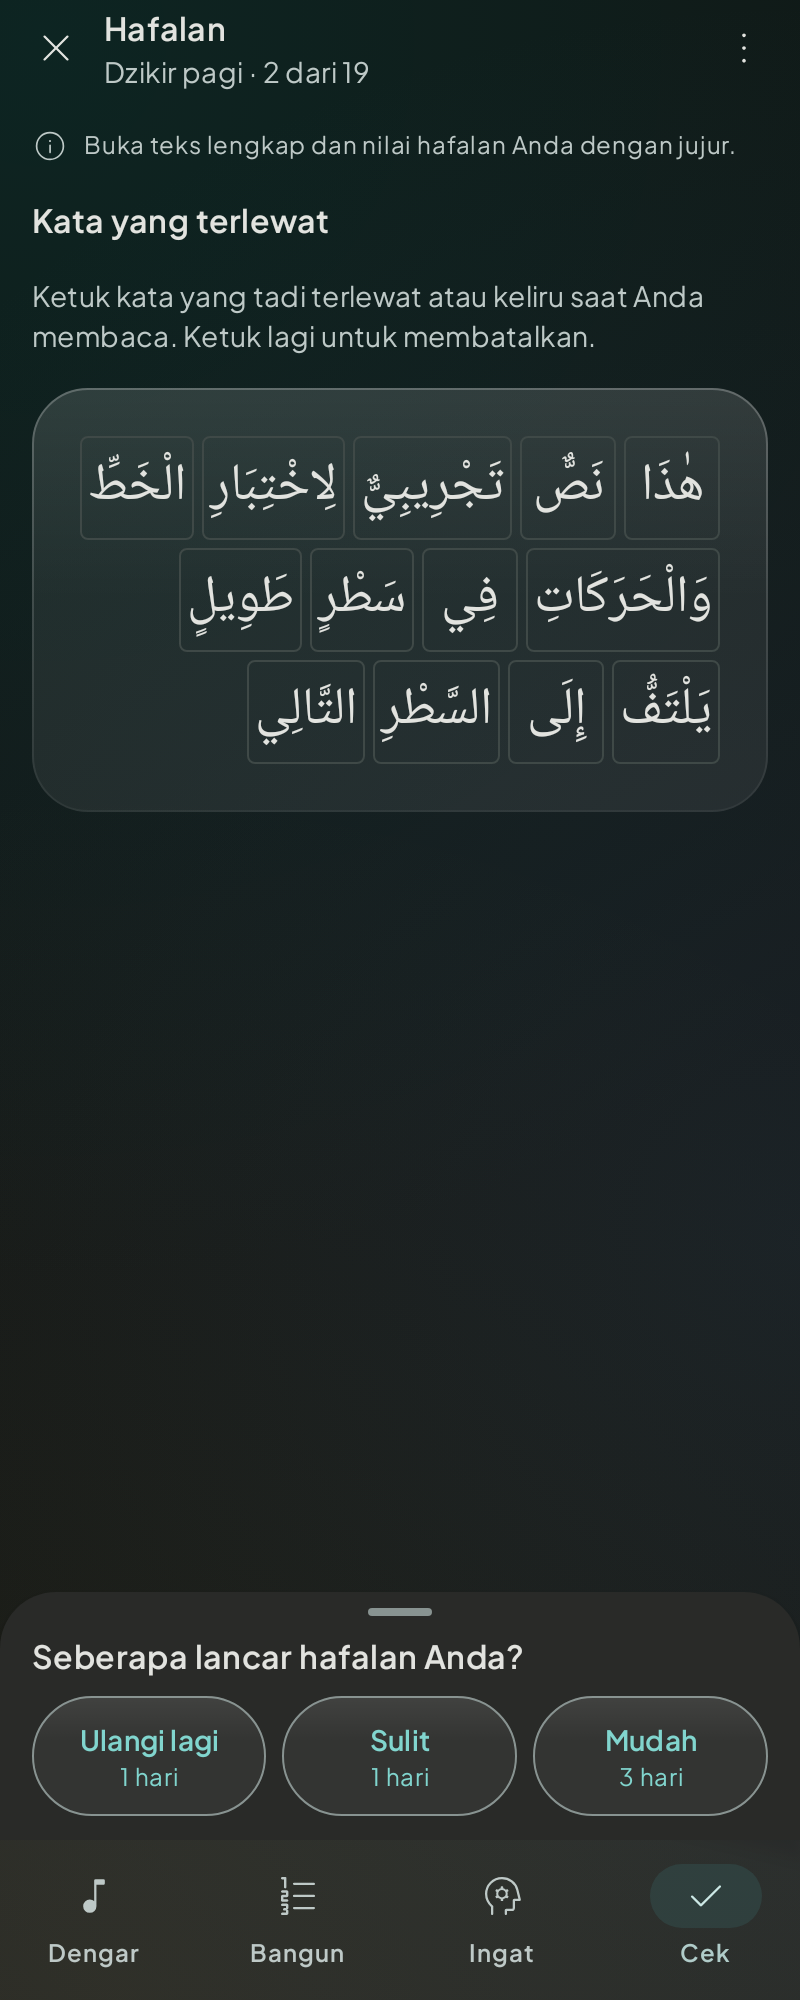 Hafalan
Dzikir pagi · 2 dari 19
Buka teks lengkap dan nilai hafalan Anda dengan jujur.
Kata yang terlewat
Ketuk kata yang tadi terlewat atau keliru saat Anda
membaca. Ketuk lagi untuk membatalkan.
هٰذَا نَصٌّ تَجْرِيبِيٌّ لِاخْتِبَارِ الْخَطِّ
وَالْحَرَكَاتِ فِي سَطْرٍ طَوِيلٍ
يَلْتَفُّ إِلَى السَّطْرِ التَّالِي
Seberapa lancar hafalan Anda?
Ulangi lagi Sulit Mudah
1 hari 1 hari 3 hari
Dengar Bangun Ingat Cek